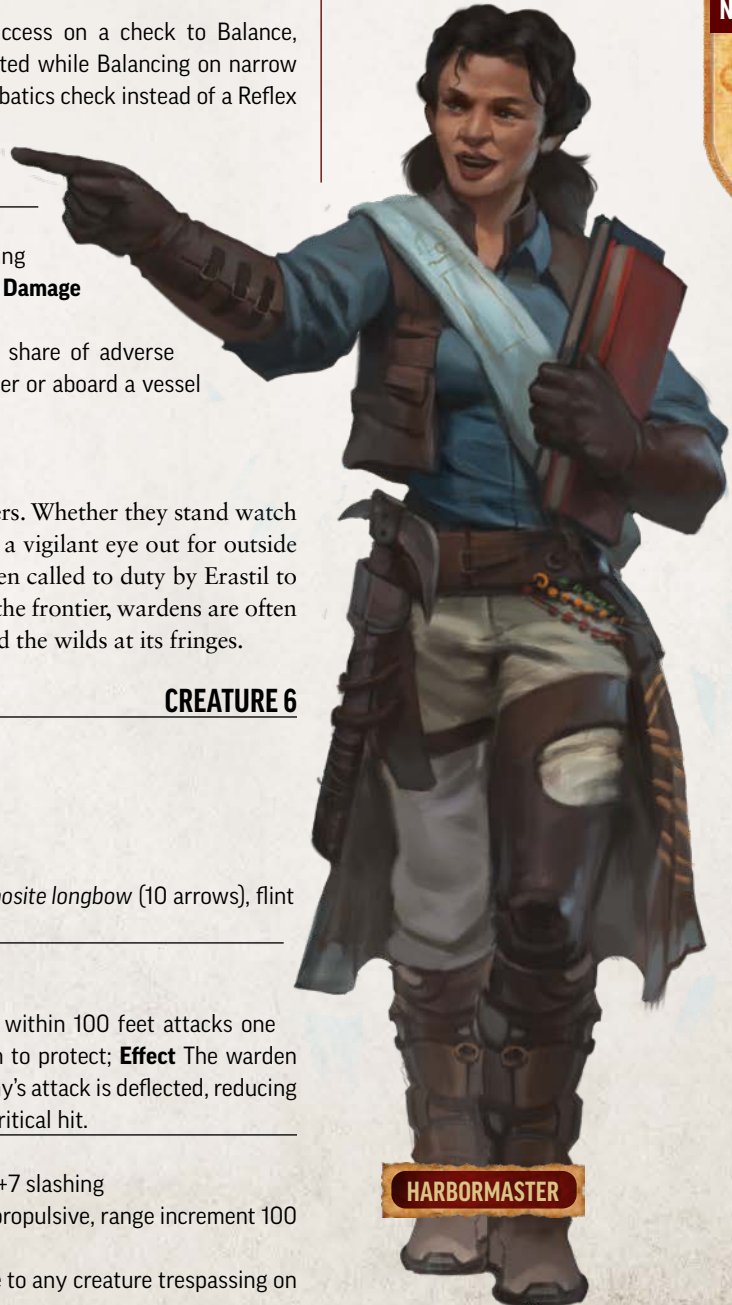 ccess on a check to Balance,
ted while Balancing on narrow
batics check instead of a Reflex
N
ng
Damage
share of adverse
er or aboard a vessel
ers. Whether they stand watch
a vigilant eye out for outside
en called to duty by Erastil to
the frontier, wardens are often
d the wilds at its fringes.
CREATURE 6
posite longbow (10 arrows), flint
within 100 feet attacks one
n to protect; Effect The warden
ny's attack is deflected, reducing
ritical hit.
+7 slashing
propulsive, range increment 100
e to any creature trespassing on
HARBORMASTER